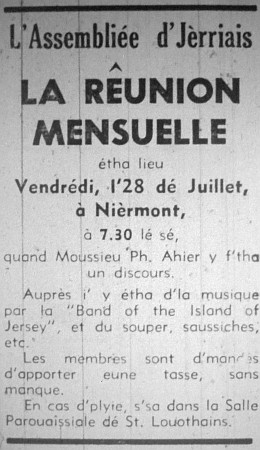 L'Assembliée d'Jèrriais
LA RÊUNION
MENSUELLE
étha lieu
Vendrédi, l'28 dé Juillet,
à Nièrmont,
à 7.30 lé sé,
quand Moussieu Ph. Ahier y f'tha
un discours.
Auprès i' y étha d'la musique
par la "Band of the Island of
Jersey", et du souper, saussiches,
etc.
Les membres sont d'mandés
d'apporter eune tasse, sans
manque.
En cas d'plyie, s'sa dans la Salle
Parouaîssiale dé St. Louothains.